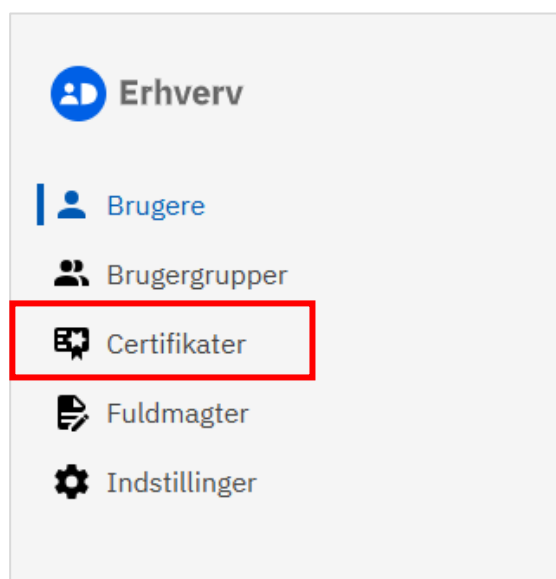 Erhverv
Brugere
Brugergrupper
Certifikater
Fuldmagter
Indstillinger